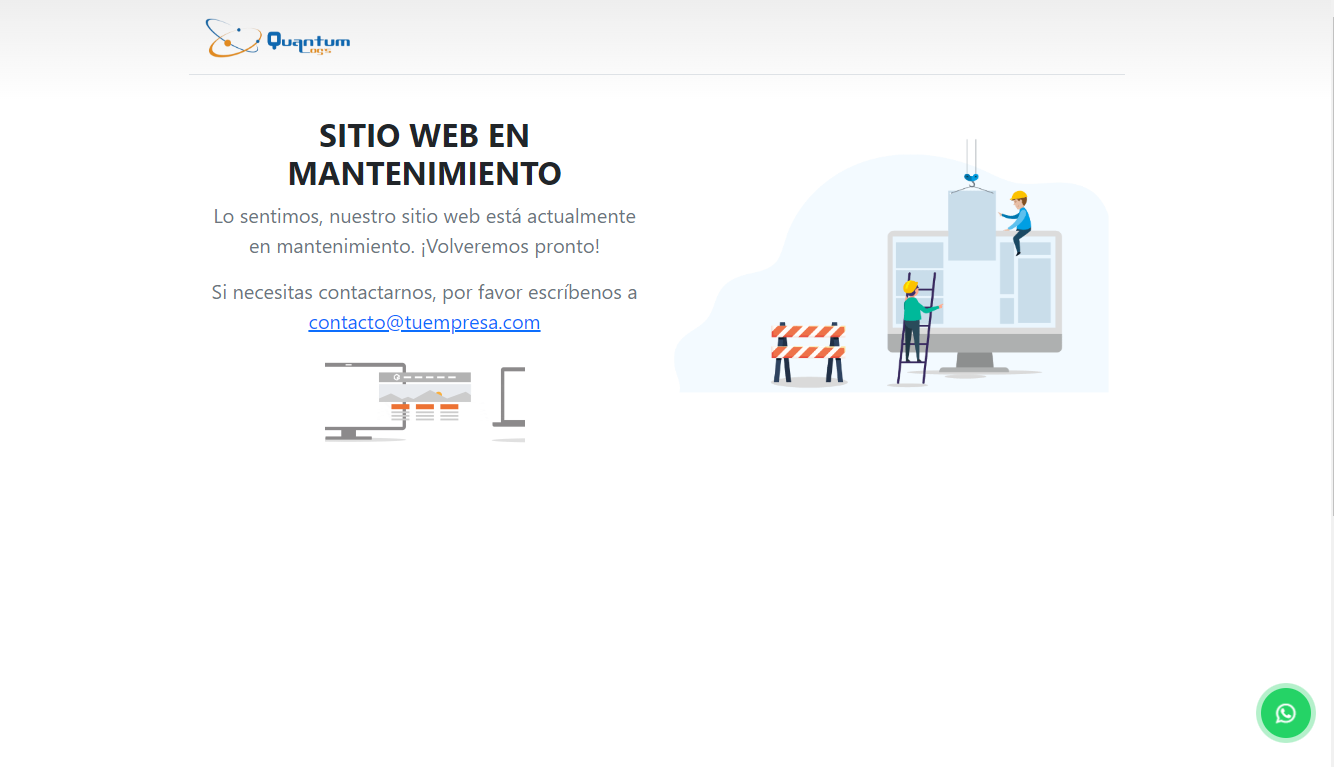 Quantum
Logs
SITIO WEB EN
MANTENIMIENTO
Lo sentimos, nuestro sitio web está actualmente
en mantenimiento. ¡Volveremos pronto!
Si necesitas contactarnos, por favor escríbenos a
contacto@tuempresa.com